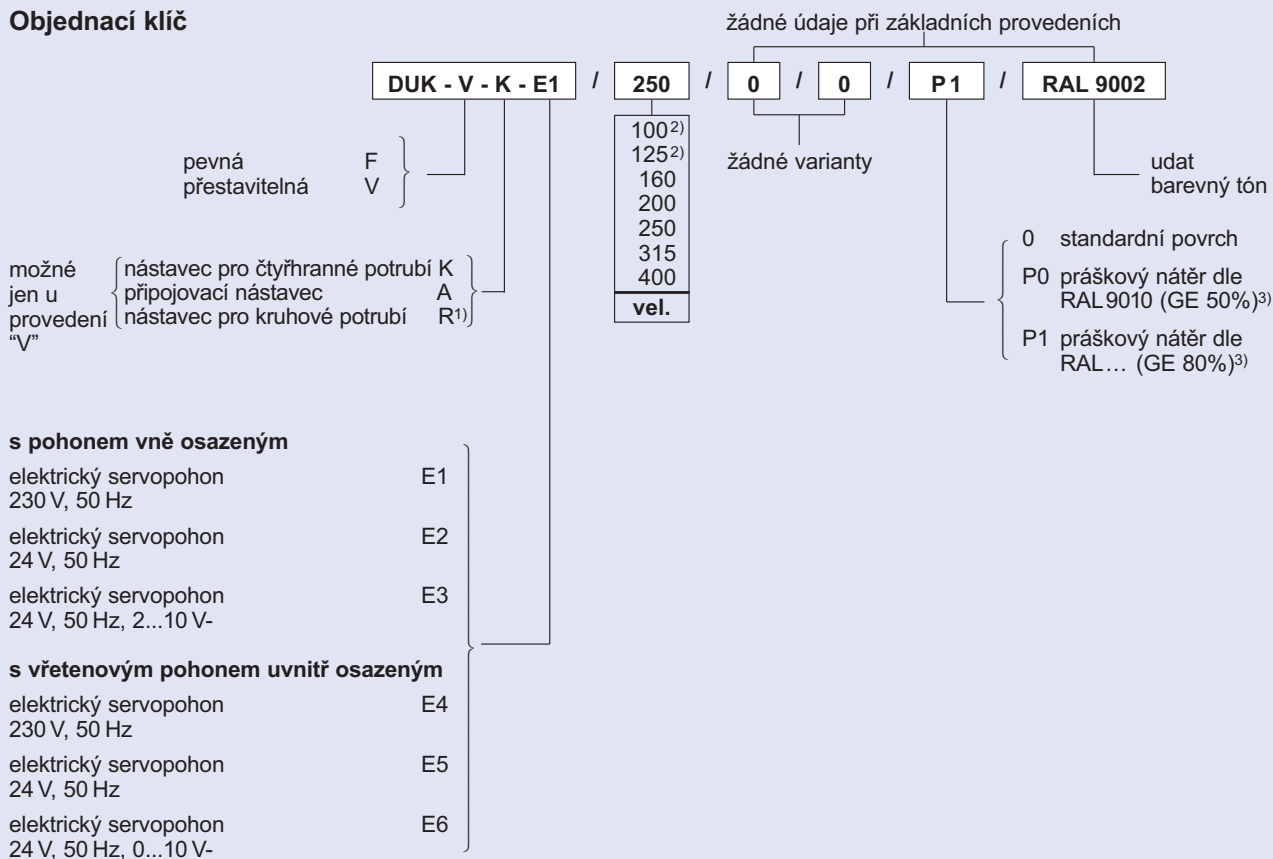 Objednací klíč
žádné údaje při základních provedeních
DUK - V - K - E1 / 250 / 0 / 0 / P1 / RAL 9002
100 2)
125 2)
160
200
250
315
400
vel.
žádné varianty
udat
barevný tón
pevná F
přestavitelná V
možné
jen u
provedení
“V”
nástavec pro čtyřhranné potrubí K
připojovací nástavec A
nástavec pro kruhové potrubí R1)
0 standardní povrch
P0 práškový nátěr dle
RAL 9010 (GE 50%)3)
P1 práškový nátěr dle
RAL... (GE 80%)3)
s pohonem vně osazeným
elektrický servopohon E1
230 V, 50 Hz
elektrický servopohon E2
24 V, 50 Hz
elektrický servopohon E3
24 V, 50 Hz, 2...10 V-
s vřetenovým pohonem uvnitř osazeným
elektrický servopohon E4
230 V, 50 Hz
elektrický servopohon E5
24 V, 50 Hz
elektrický servopohon E6
24 V, 50 Hz, 0...10 V-